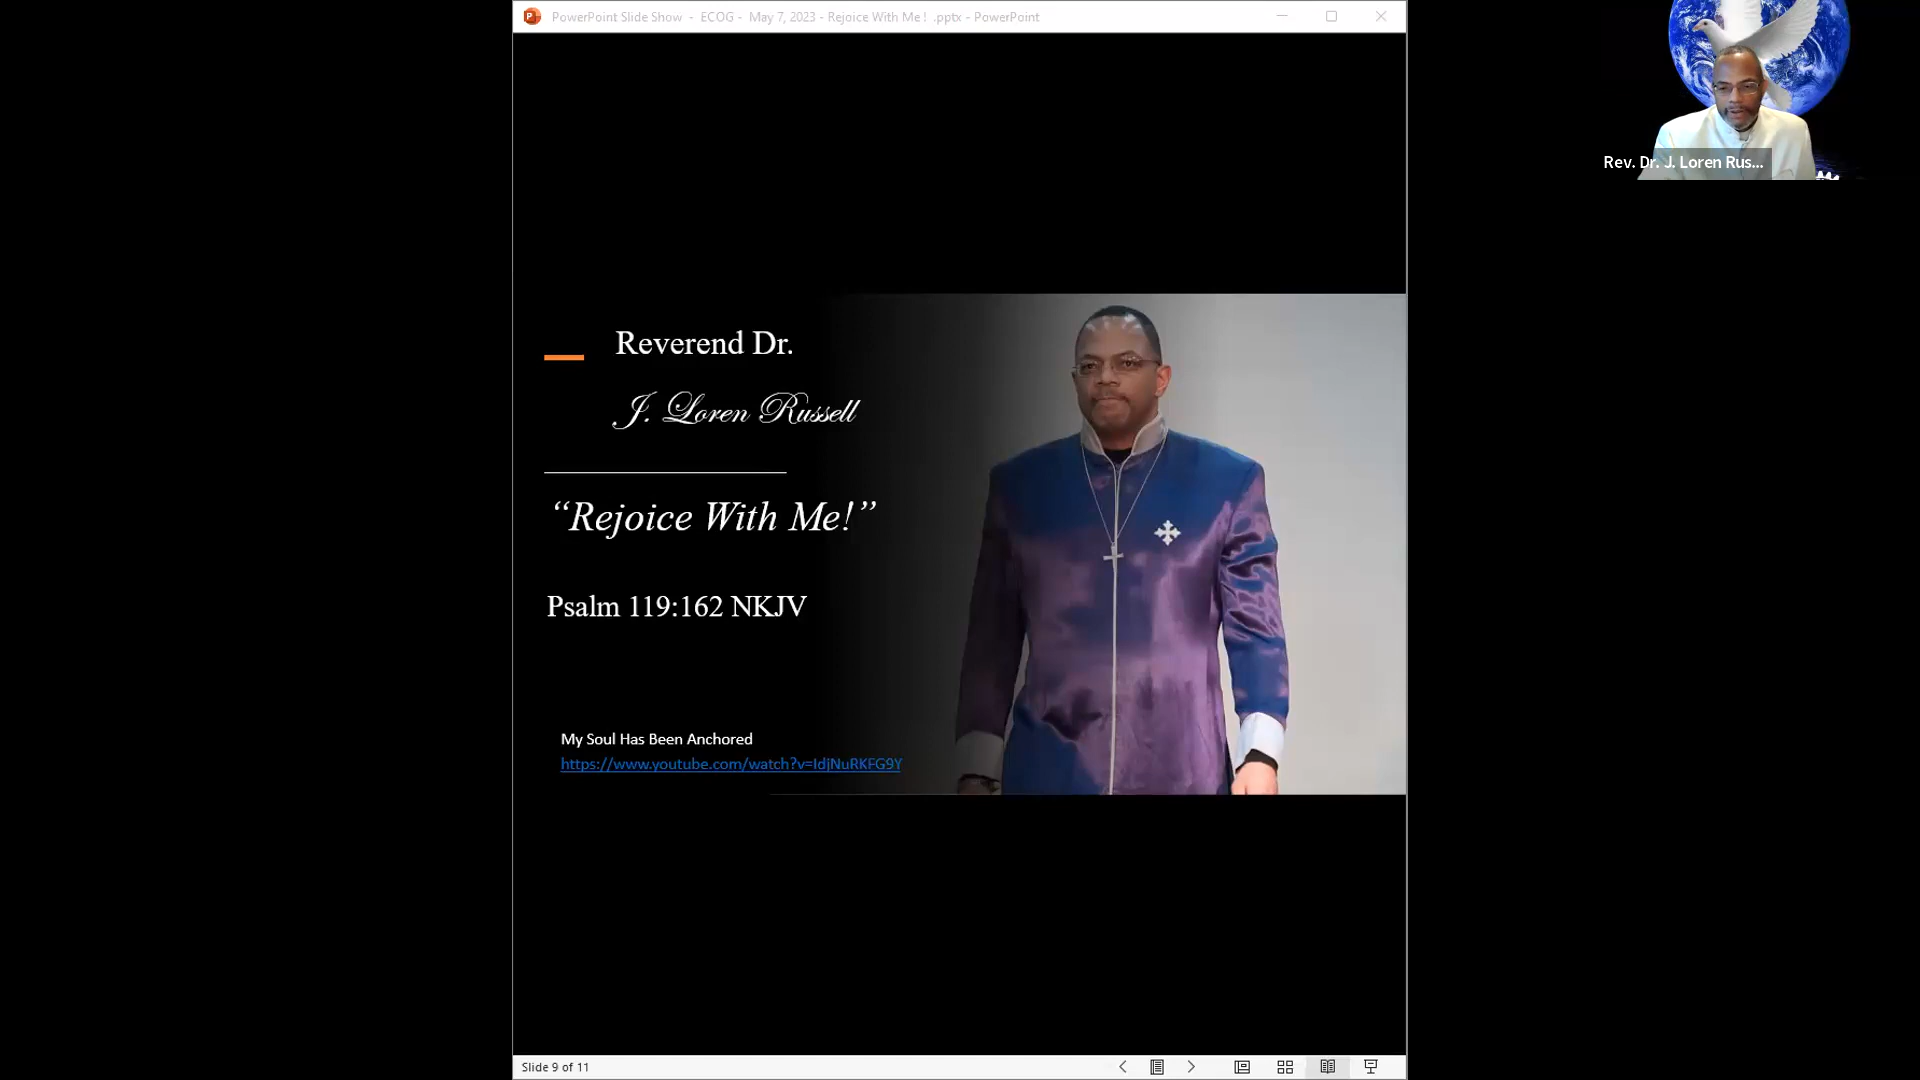 PowerPoint Slide Show - ECOG - May 7, 2023 - Rejoice With Me! .pptx - PowerPoint
Rev. Dr. J. Loren Rus...
Reverend Dr.
J. Loren Russell
“Rejoice With Me!”
Psalm 119:162 NKJV
My Soul Has Been Anchored
https://www.youtube.com/watch?v=IdjNuRKFG9Y
Slide 9 of 11